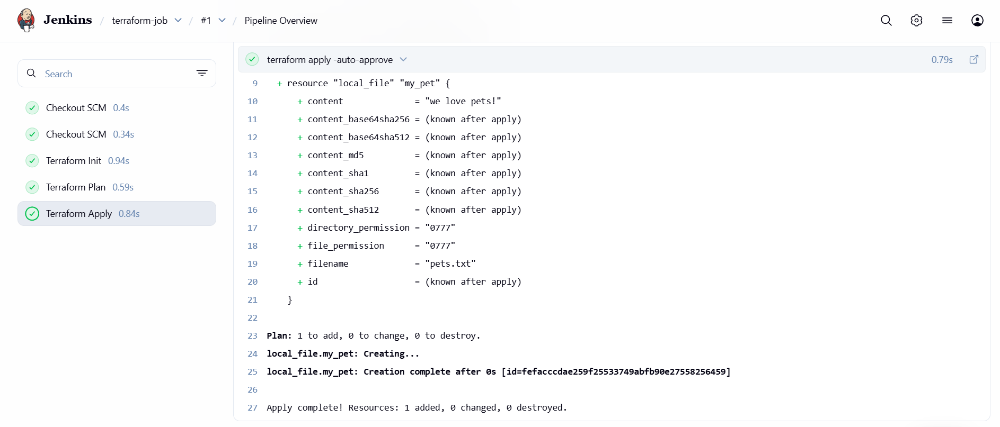 Jenkins / terraform-job / #1 / Pipeline Overview
Search
Checkout SCM 0.4s
Checkout SCM 0.34s
Terraform Init 0.94s
Terraform Plan 0.59s
Terraform Apply 0.84s
terraform apply -auto-approve 0.79s
9 + resource "local_file" "my_pet" {
10 + content = "we love pets!"
11 + content_base64sha256 = (known after apply)
12 + content_base64sha512 = (known after apply)
13 + content_md5 = (known after apply)
14 + content_sha1 = (known after apply)
15 + content_sha256 = (known after apply)
16 + content_sha512 = (known after apply)
17 + directory_permission = "0777"
18 + file_permission = "0777"
19 + filename = "pets.txt"
20 + id = (known after apply)
21 }
22
23 Plan: 1 to add, 0 to change, 0 to destroy.
24 local_file.my_pet: Creating...
25 local_file.my_pet: Creation complete after 0s [id=fefacccdae259f25533749abfb90e27558256459]
26
27 Apply complete! Resources: 1 added, 0 changed, 0 destroyed.